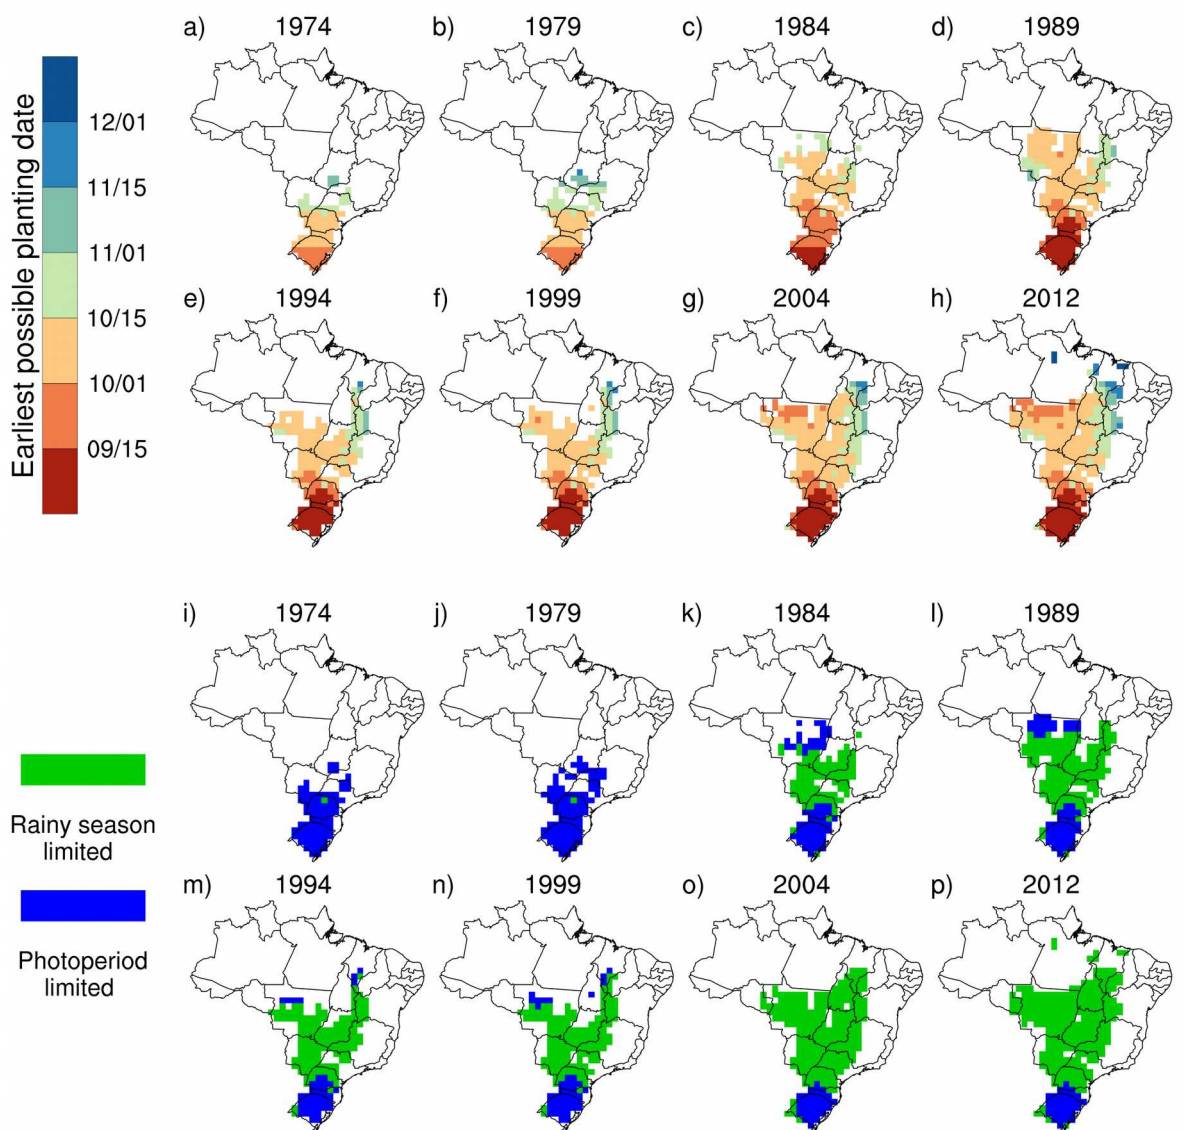 a) 1974
b) 1979
c) 1984
d) 1989
Earliest possible planting date
12/01
11/15
11/01
10/15
10/01
09/15
e) 1994
f) 1999
g) 2004
h) 2012
i) 1974
j) 1979
k) 1984
l) 1989
Rainy season
limited
Photoperiod
limited
m) 1994
n) 1999
o) 2004
p) 2012